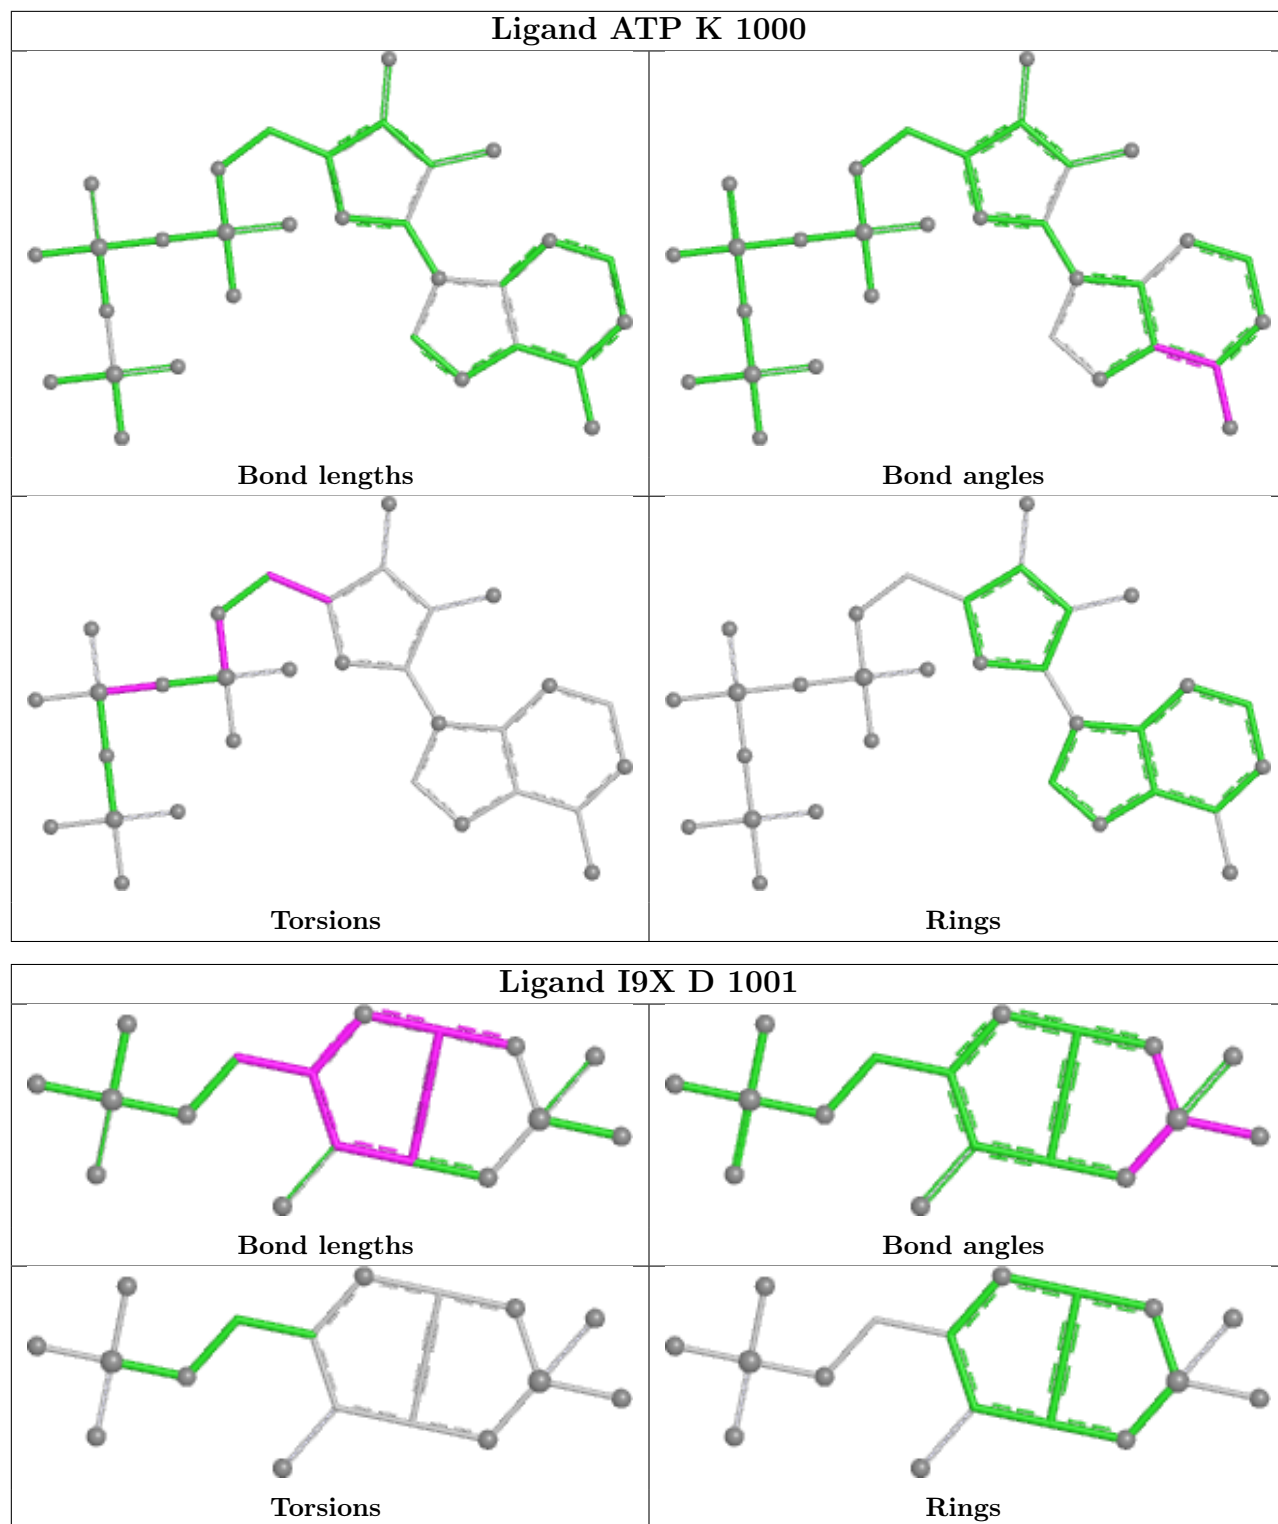 Ligand ATP K 1000
Bond lengths
Bond angles
Torsions
Rings
Ligand I9X D 1001
Bond lengths
Bond angles
Torsions
Rings